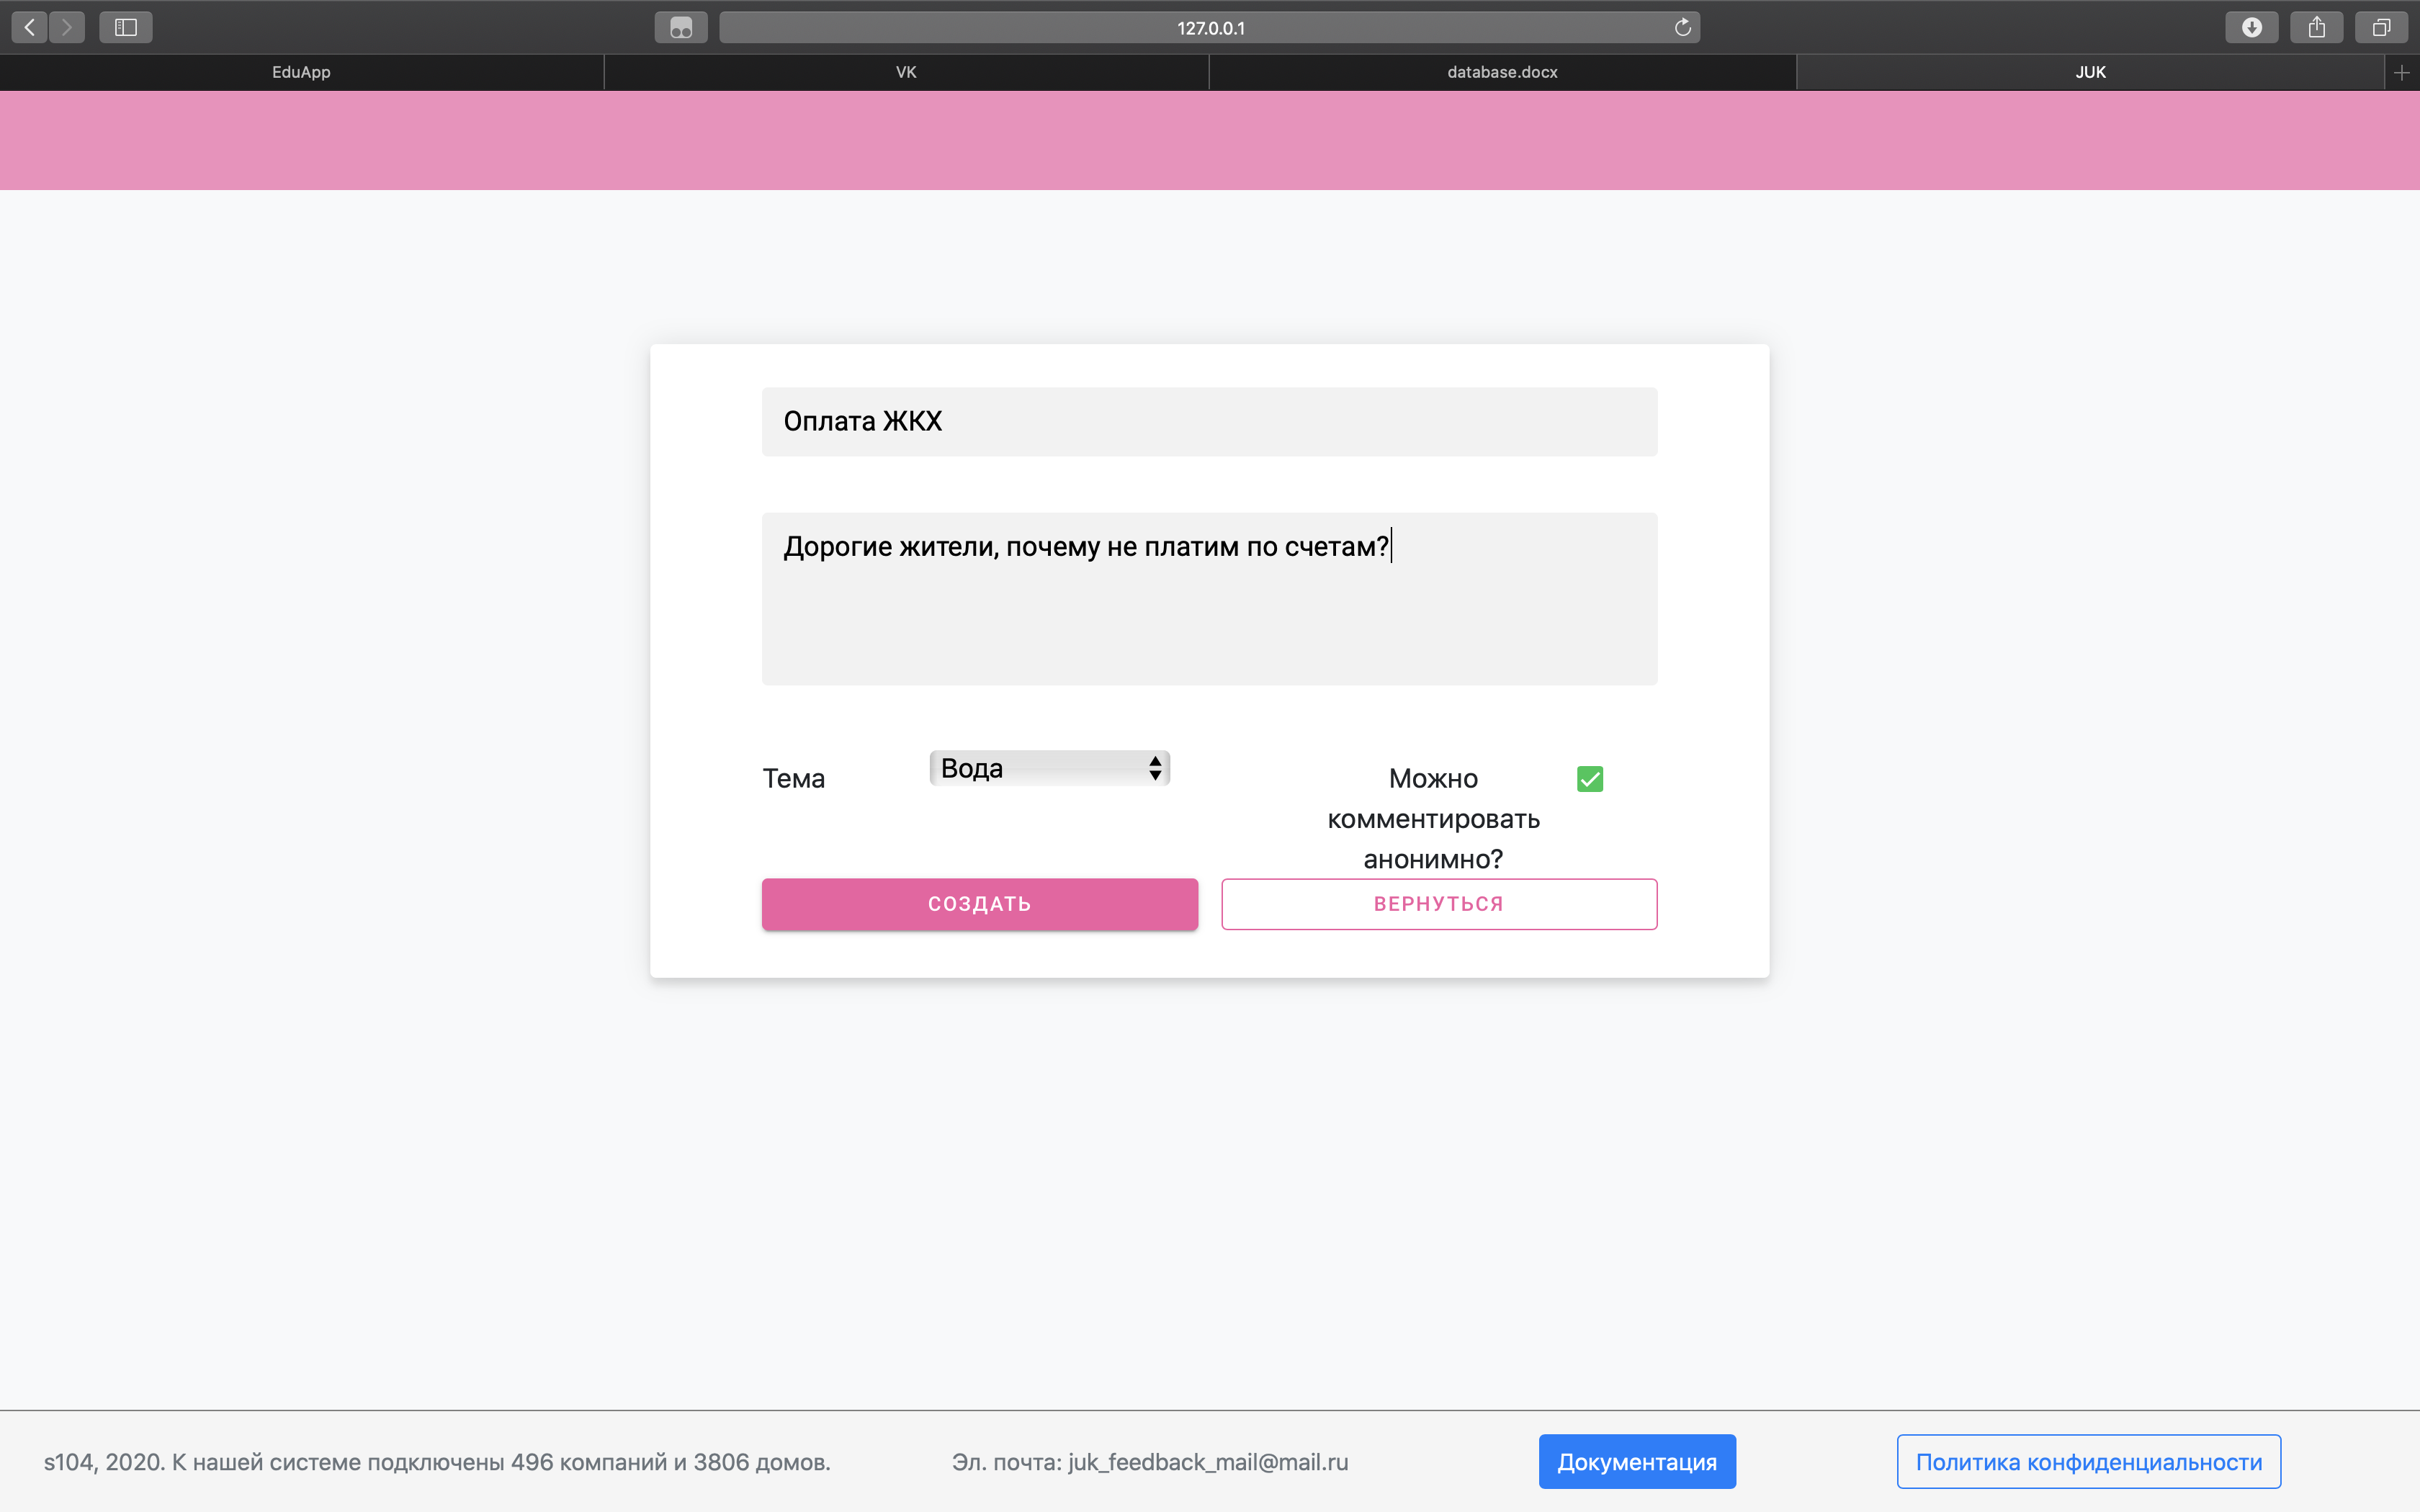 127.0.0.1
EduApp
VK
database.docx
JUK
Оплата ЖКХ
Дорогие жители, почему не платим по счетам?
Тема
Вода
Можно
комментировать
анонимно?
СОЗДАТЬ
ВЕРНУТЬСЯ
s104, 2020. К нашей системе подключены 496 компаний и 3806 домов.
Эл. почта: juk_feedback_mail@mail.ru
Документация
Политика конфиденциальности